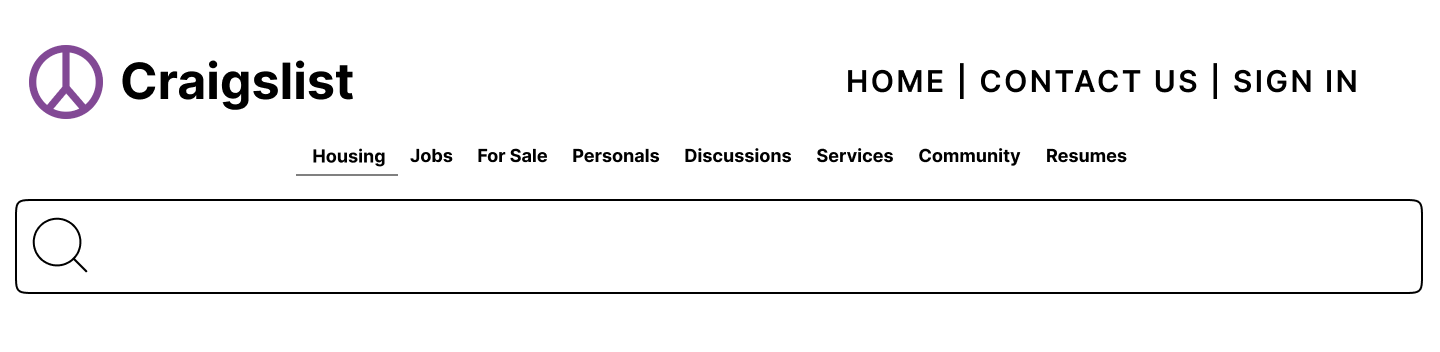 Craigslist
HOME | CONTACT US | SIGN IN
Housing Jobs For Sale Personals Discussions Services Community Resumes